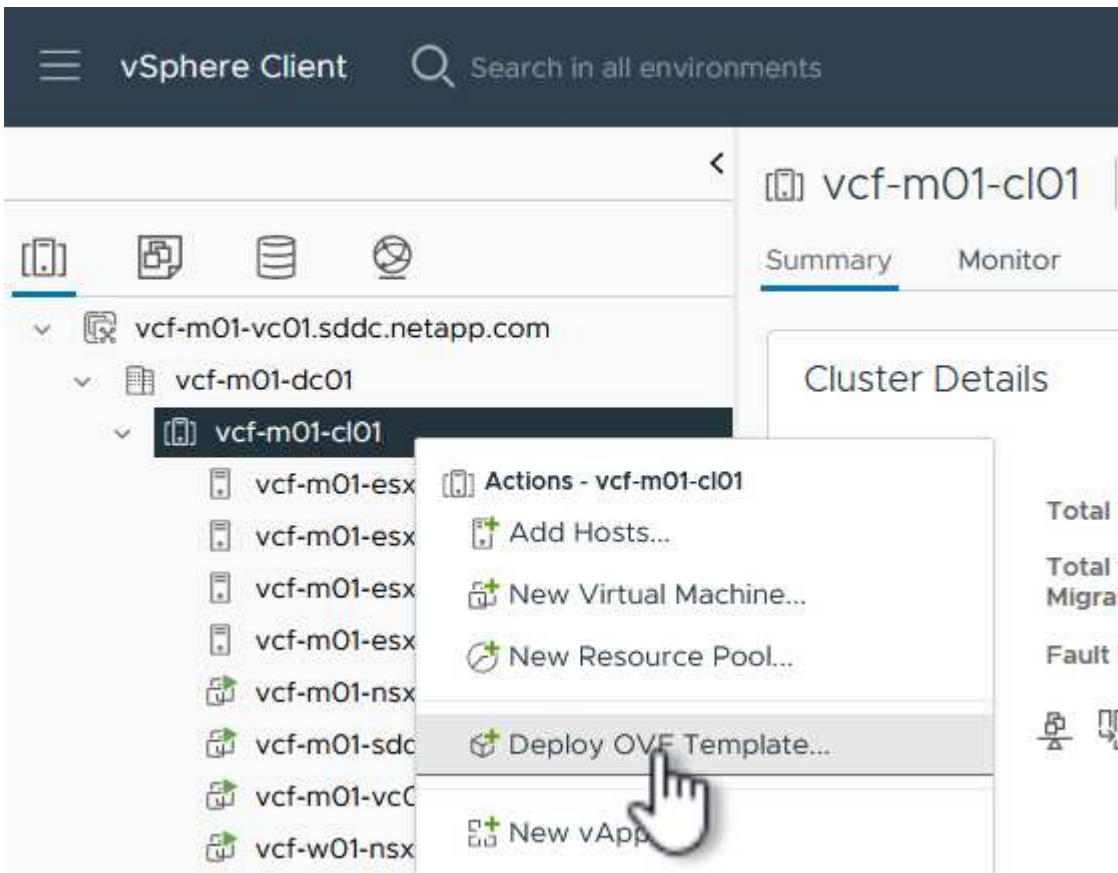 vSphere Client
Search in all environments
vcf-m01-cl01
Summary Monitor
vcf-m01-vc01.sddc.netapp.com
vcf-m01-dc01
Cluster Details
vcf-m01-cl01
vcf-m01-esx
Actions - vcf-m01-cl01
Total
Add Hosts...
vcf-m01-esx
Total
Migra
vcf-m01-esx
New Virtual Machine...
vcf-m01-esx
New Resource Pool...
Fault
vcf-m01-nsx
vcf-m01-sdd
Deploy OVF Template...
vcf-m01-vc0
vcf-w01-nsx
New vApp